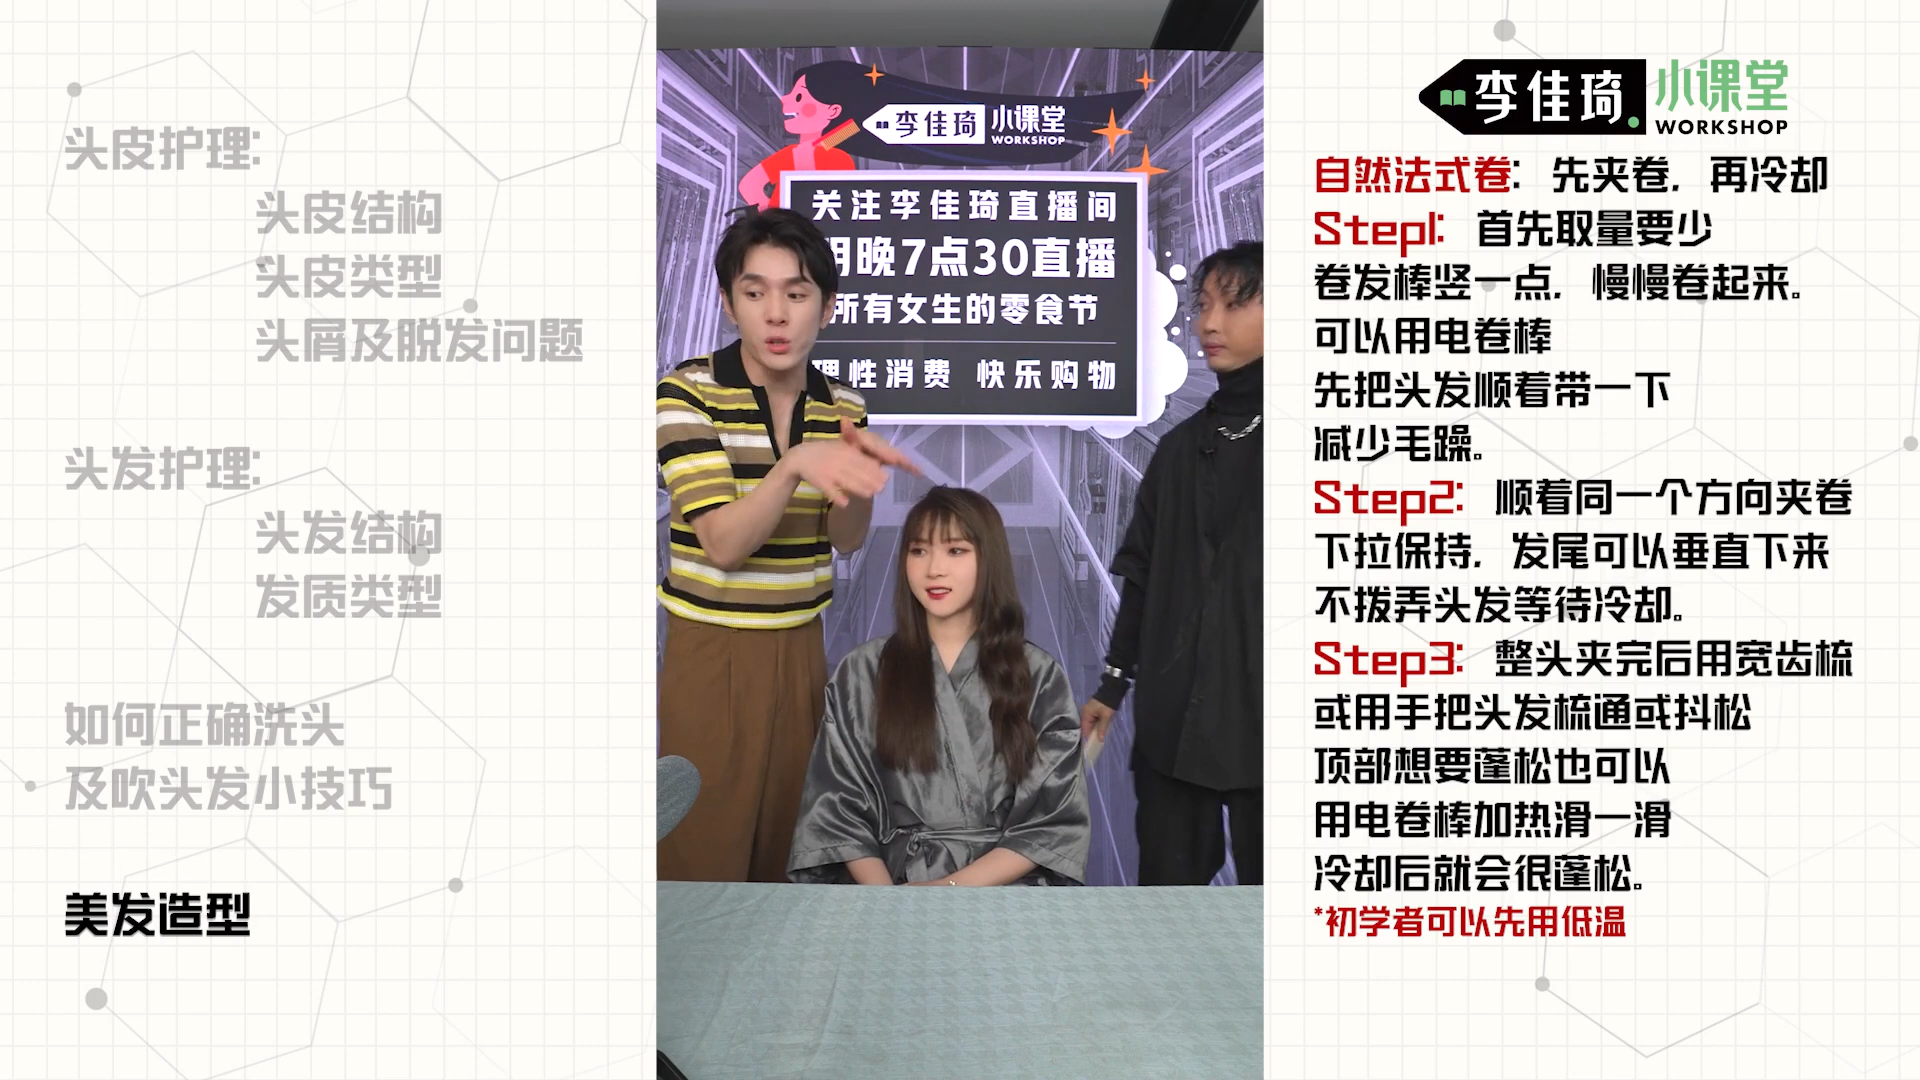 头皮护理:
头皮结构
头皮类型
头屑及脱发问题
头发护理:
头发结构
发质类型
如何正确洗头
及吹头发小技巧
美发造型
李佳琦 小课堂
WORKSHOP
关注李佳琦直播间
明晚7点30直播
所有女生的零食节
理性消费 快乐购物
李佳琦 小课堂
WORKSHOP
自然法式卷: 先夹卷, 再冷却
Step1: 首先取量要少
卷发棒竖一点, 慢慢卷起来。
可以用电卷棒
先把头发顺着带一下
减少毛躁。
Step2: 顺着同一个方向夹卷
下拉保持, 发尾可以垂直下来
不拨弄头发等待冷却。
Step3: 整头夹完后用宽齿梳
或用手把头发梳通或抖松
顶部想要蓬松也可以
用电卷棒加热滑一滑
冷却后就会很蓬松。
*初学者可以先用低温